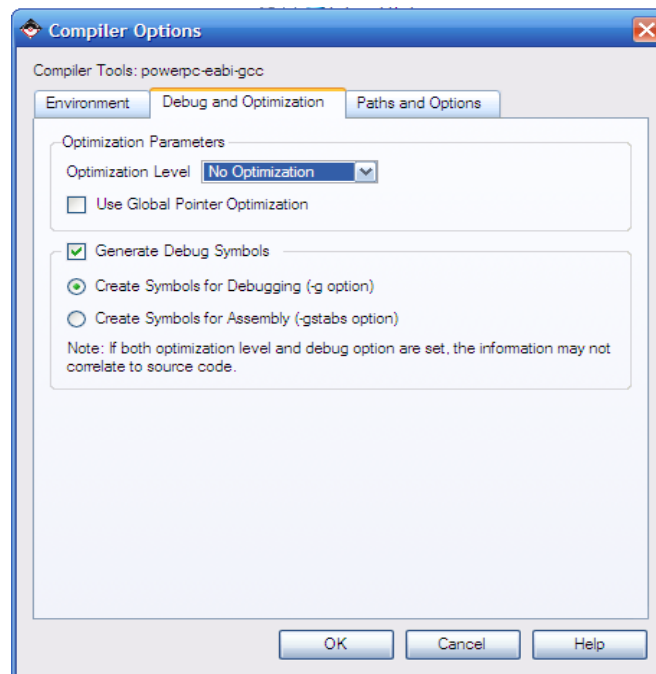 Compiler Options
Compiler Tools: powerpc-eabi-gcc
Environment
Debug and Optimization
Paths and Options
Optimization Parameters
Optimization Level
No Optimization
Use Global Pointer Optimization
Generate Debug Symbols
Create Symbols for Debugging (-g option)
Create Symbols for Assembly (-gstabs option)
Note: If both optimization level and debug option are set, the information may not
correlate to source code.
OK
Cancel
Help